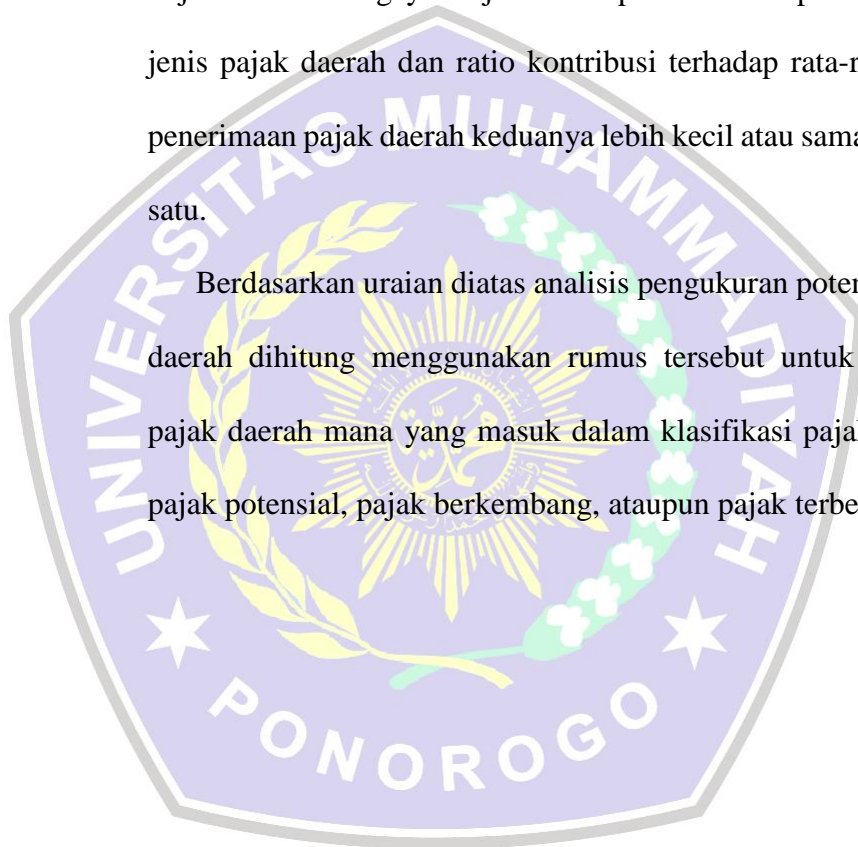 jenis pajak daerah dan ratio kontribusi terhadap rata-r
penerimaan pajak daerah keduanya lebih kecil atau sama
satu.
Berdasarkan uraian diatas analisis pengukuran poten
daerah dihitung menggunakan rumus tersebut untuk
pajak daerah mana yang masuk dalam klasifikasi pajak
pajak potensial, pajak berkembang, ataupun pajak terbe
UNIVERSITAS MUHAMMADIYAH
PONOROGO